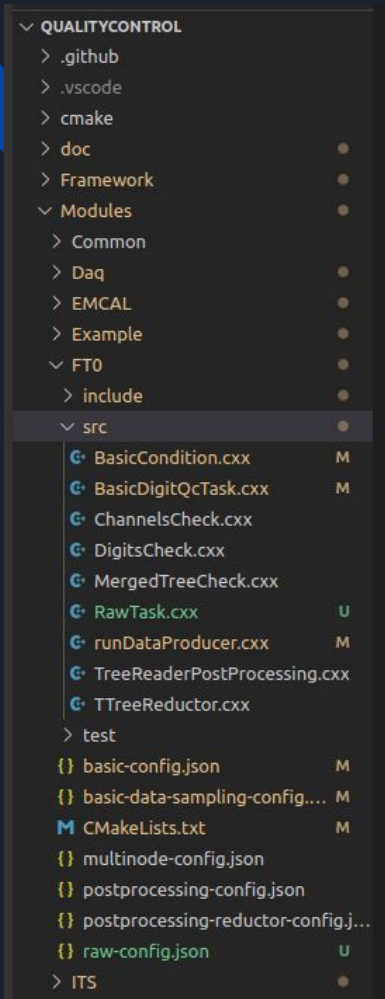 QUALITYCONTROL
.github
.vscode
cmake
doc
Framework
Modules
Common
Daq
EMCAL
Example
FT0
include
src
BasicCondition.cxx M
BasicDigitQcTask.cxx M
ChannelsCheck.cxx
DigitsCheck.cxx
MergedTreeCheck.cxx
RawTask.cxx U
runDataProducer.cxx M
TreeReaderPostProcessing.cxx
TTreeReductor.cxx
test
{} basic-config.json M
{} basic-data-sampling-config.... M
M CMakeLists.txt M
{} multinode-config.json
{} postprocessing-config.json
{} postprocessing-reductor-config.j...
{} raw-config.json U
ITS